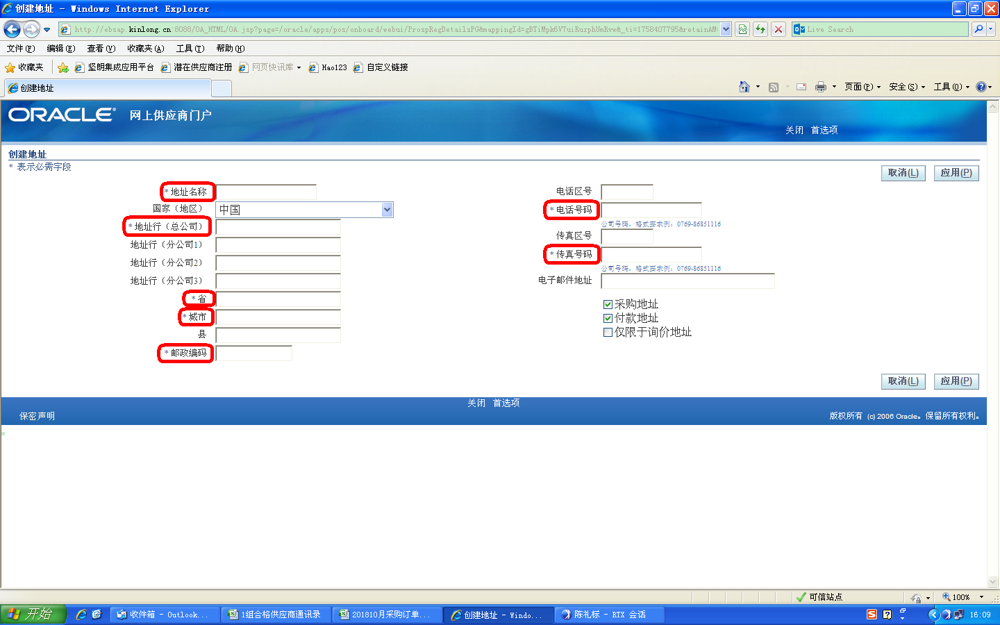 创建地址 - Windows Internet Explorer
http://ebsap.kinlong.cn:8088/OA_HTML/OA.jsp?page=/oracle/apps/pos/onboard/webui/ProspRegDetailsPG&mappingId=gBTiMpk6V7uiRuzphUmRvw&_ti=1758407795&retainAM=
Live Search
文件(F) 编辑(E) 查看(V) 收藏夹(A) 工具(T) 帮助(H)
收藏夹 坚朗集成应用平台 潜在供应商注册 网页快讯库 Hao123 自定义链接
创建地址
页面(P) 安全(S) 工具(O)
ORACLE® 网上供应商门户
关闭 首选项
创建地址
* 表示必需字段
取消(L) 应用(P)
* 地址名称
国家（地区） 中国
* 地址行（总公司）
地址行（分公司1）
地址行（分公司2）
地址行（分公司3）
* 省
* 城市
县
* 邮政编码
电话区号
* 电话号码
公司号码，格式要求例：0769-86851116
传真区号
* 传真号码
公司号码，格式要求例：0769-86851116
电子邮件地址
采购地址
付款地址
仅限于询价地址
取消(L) 应用(P)
关闭 首选项
保密声明
版权所有 (c) 2006 Oracle。保留所有权利。
可信站点 100%
开始 收件箱 - Outlook... 1组合格供应商通讯录 201810月采购订单... 创建地址 - Windo... 陈礼标 - RTX 会话 16:09